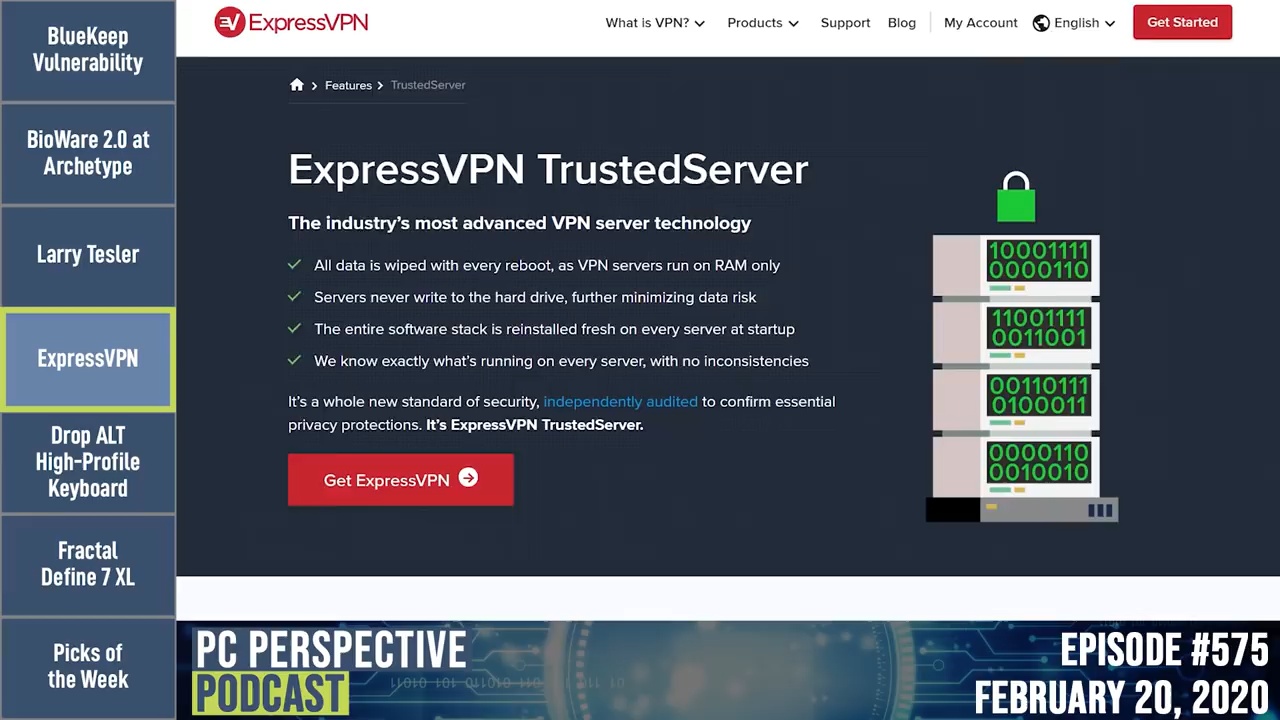 BlueKeep
Vulnerability
BioWare 2.0 at
Archetype
Larry Tesler
ExpressVPN
Drop ALT
High-Profile
Keyboard
Fractal
Define 7 XL
Picks of
the Week
ExpressVPN
What is VPN? Products Support Blog My Account English Get Started
Features TrustedServer
ExpressVPN TrustedServer
The industry's most advanced VPN server technology
All data is wiped with every reboot, as VPN servers run on RAM only
Servers never write to the hard drive, further minimizing data risk
The entire software stack is reinstalled fresh on every server at startup
We know exactly what's running on every server, with no inconsistencies
It's a whole new standard of security, independently audited to confirm essential
privacy protections. It's ExpressVPN TrustedServer.
Get ExpressVPN
10001111
0000110
11001111
0011001
00110111
0100011
0000110
0010010
PC PERSPECTIVE
PODCAST
EPISODE #575
FEBRUARY 20, 2020